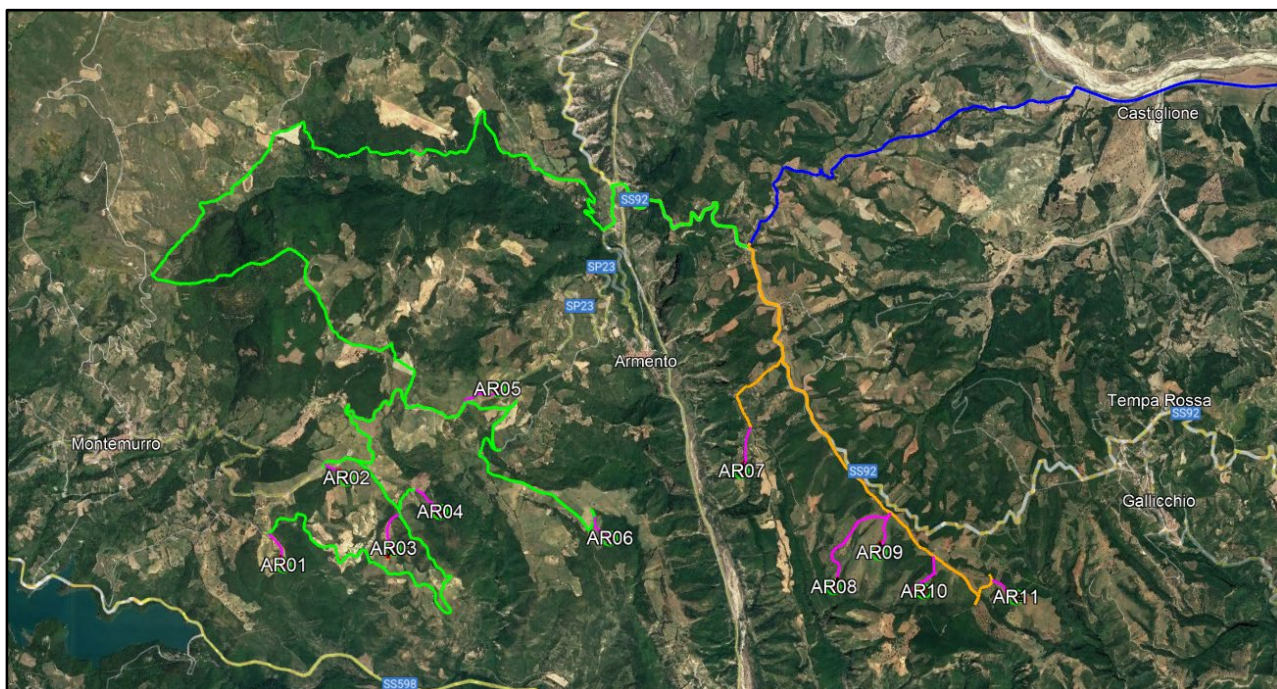 Castiglione
SS92
SP23
SP23
Armento
AR05
Tempa Rossa
SS92
Montemurro
AR02
AR07
SS92
Gallicchio
AR04
AR03
AR06
AR01
AR09
AR08
AR10
AR11
SS598